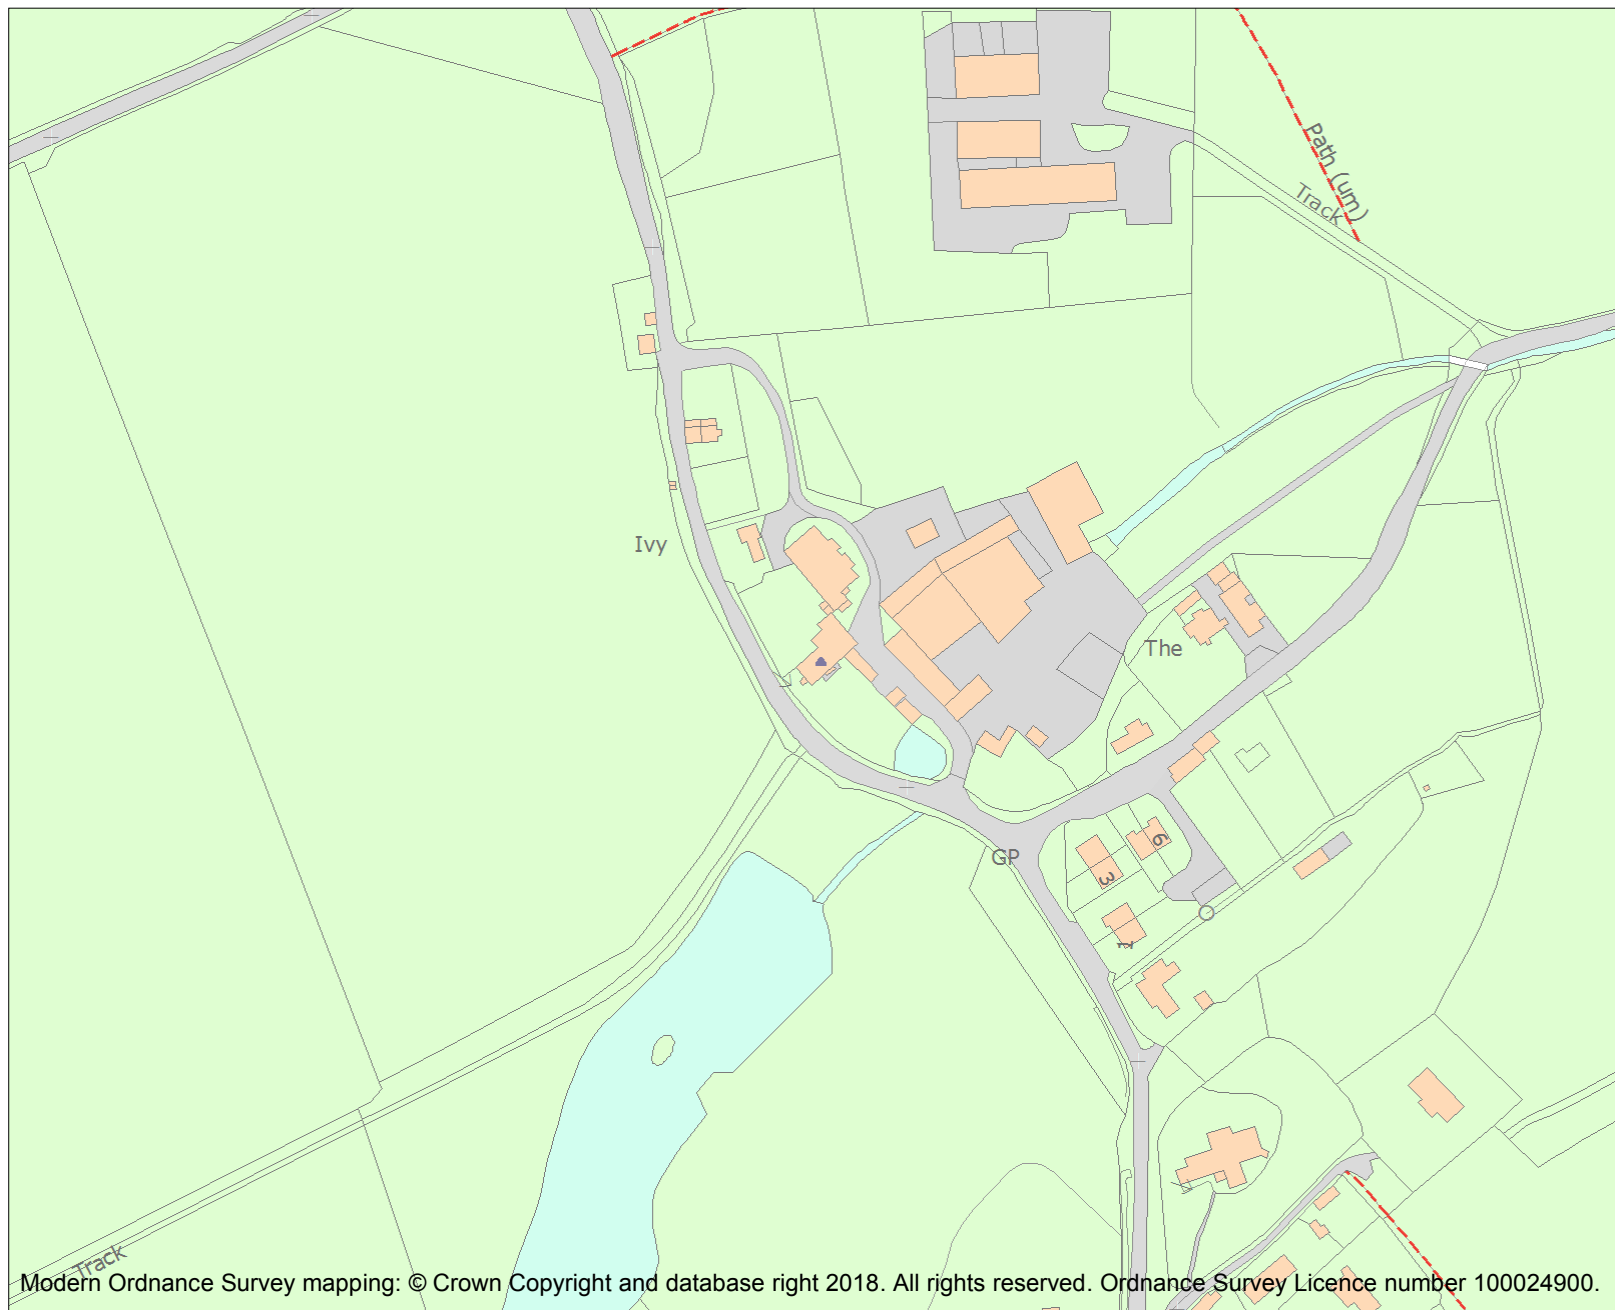 Path (um)
Track
Ivy
The
GP
6
3
1
Track
Modern Ordnance Survey mapping: © Crown Copyright and database right 2018. All rights reserved. Ordnance Survey Licence number 100024900.